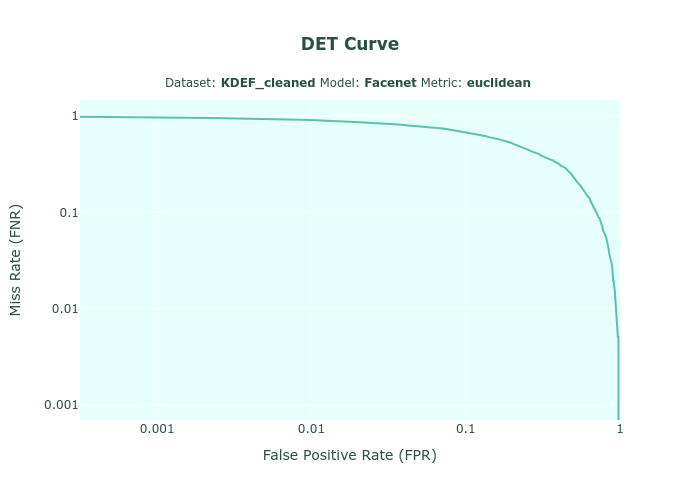 DET Curve
Dataset: KDEF_cleaned Model: Facenet Metric: euclidean
1
0.1
0.01
0.001
Miss Rate (FNR)
0.001 0.01 0.1 1
False Positive Rate (FPR)